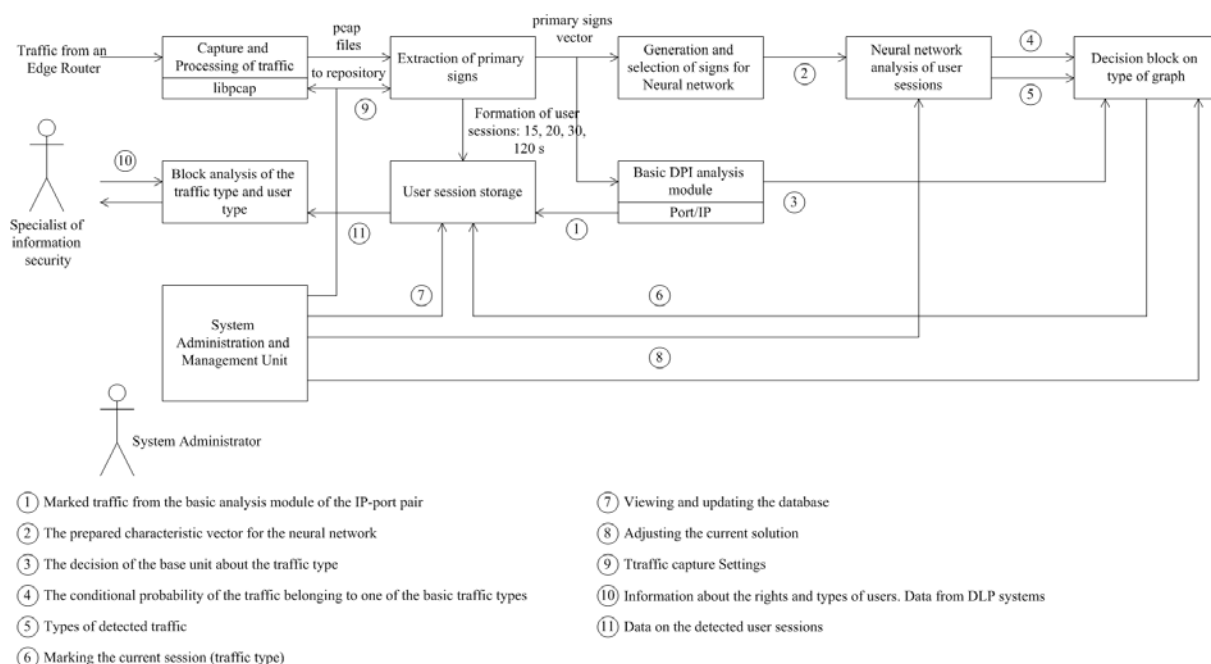 Traffic from an
Edge Router
Capture and
Processing of traffic
libpcap
pcap
files
to repository
9
Extraction of primary
signs
primary signs
vector
Generation and
selection of signs for
Neural network
2
Neural network
analysis of user
sessions
4
5
Decision block on
type of graph
Formation of user
sessions: 15, 20, 30,
120 s
10
Specialist of
information
security
Block analysis of the
traffic type and user
type
11
User session storage
1
Basic DPI analysis
module
Port/IP
3
7
6
8
System
Administration and
Management Unit
System Administrator
1 Marked traffic from the basic analysis module of the IP-port pair
2 The prepared characteristic vector for the neural network
3 The decision of the base unit about the traffic type
4 The conditional probability of the traffic belonging to one of the basic traffic types
5 Types of detected traffic
6 Marking the current session (traffic type)
7 Viewing and updating the database
8 Adjusting the current solution
9 Ttraffic capture Settings
10 Information about the rights and types of users. Data from DLP systems
11 Data on the detected user sessions